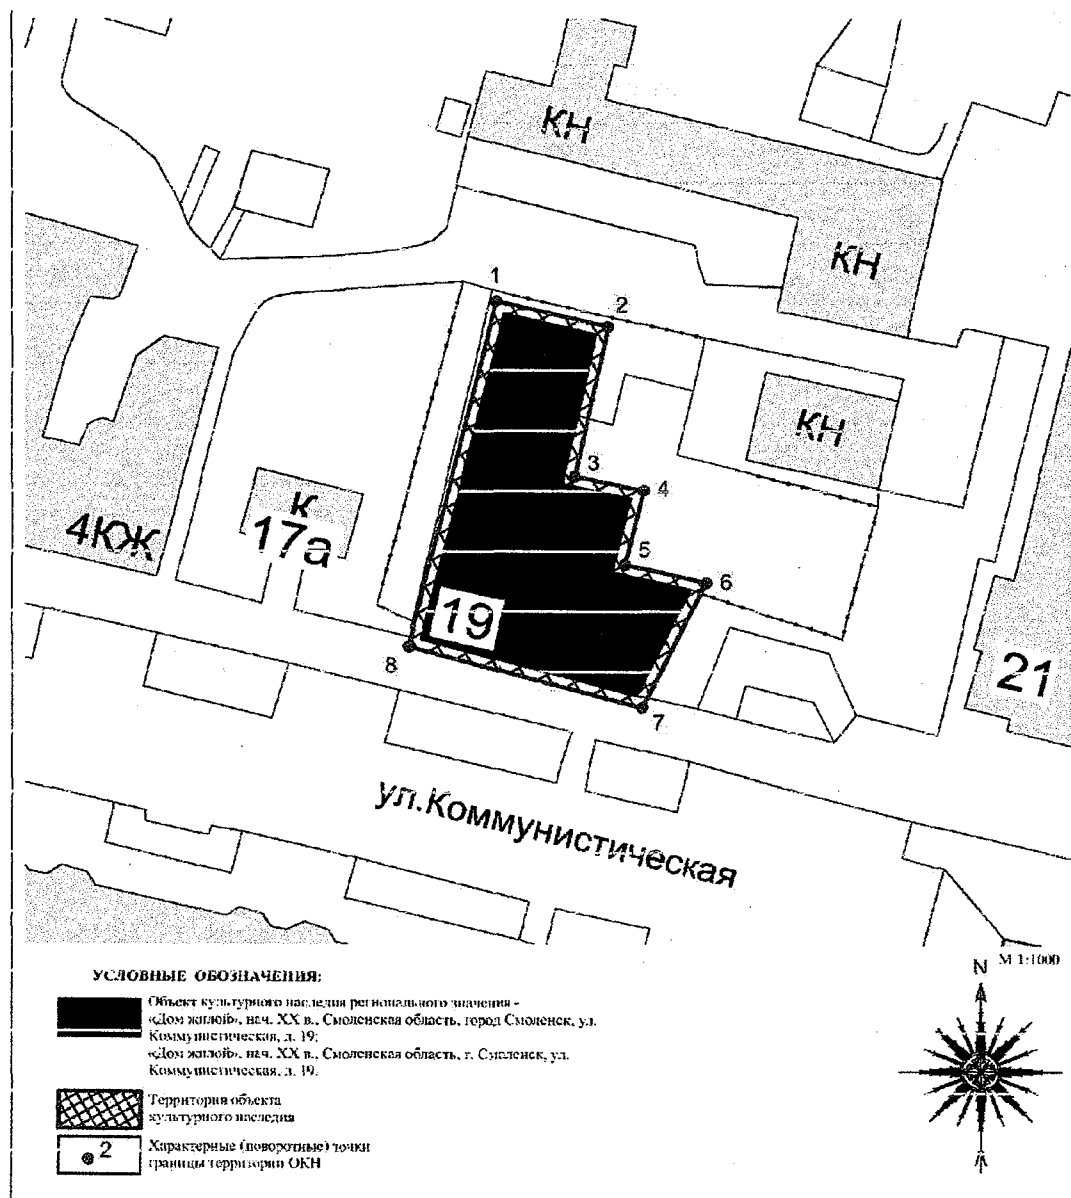 КН
КН
1
2
КН
3
4
К
4КЖ
17а
5
6
19
8
21
7
ул.Коммунистическая
УСЛОВНЫЕ ОБОЗНАЧЕНИЯ:
N
М 1:1000
Объект культурного наследия регионального значения -
«Дом жилой», нач. XX в., Смоленская область, город Смоленск, ул.
Коммунистическая, д. 19;
«Дом жилой», нач. XX в., Смоленская область, г. Смоленск, ул.
Коммунистическая, д. 19.
Территория объекта
культурного наследия
2
Характерные (поворотные) точки
границы территории ОКН